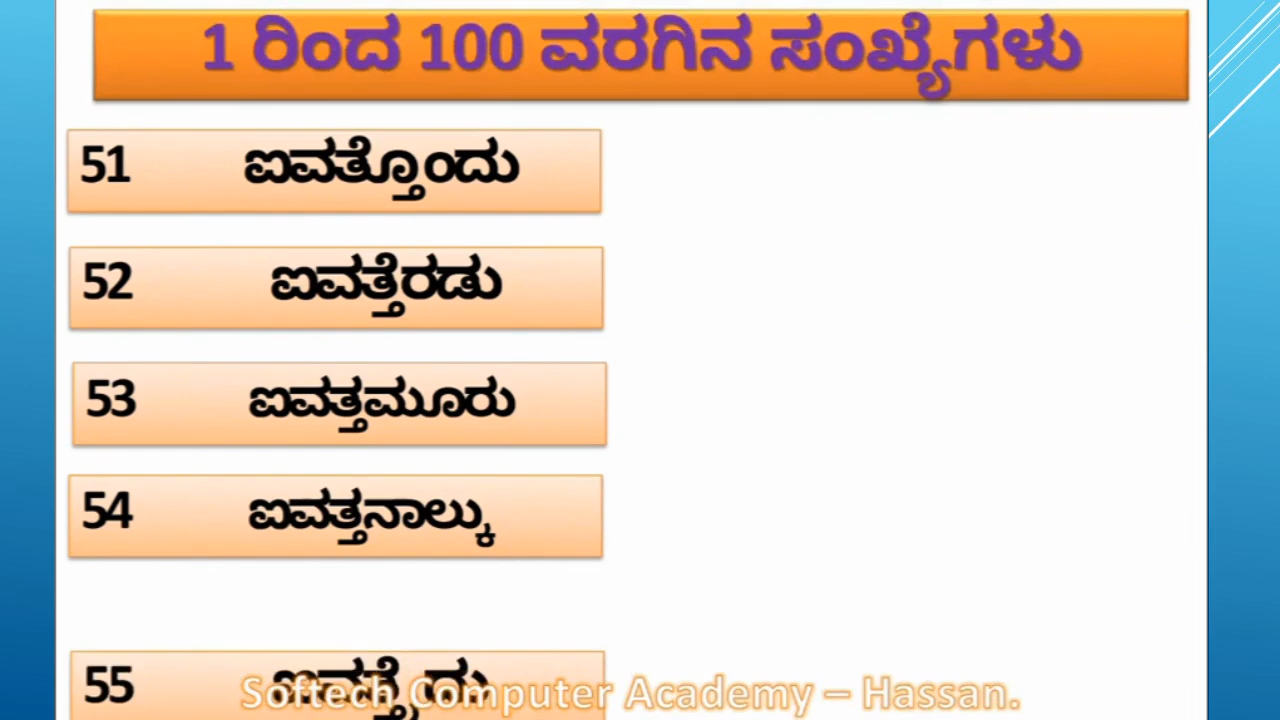 1 ರಿಂದ 100 ವರಗಿನ ಸಂಖ್ಯೆಗಳು
51 ಐವತ್ತೊಂದು
52 ಐವತ್ತೆರಡು
53 ಐವತ್ತಮೂರು
54 ಐವತ್ತನಾಲ್ಕು
55 ಐವತ್ತೈದು
Softech Computer Academy – Hassan.